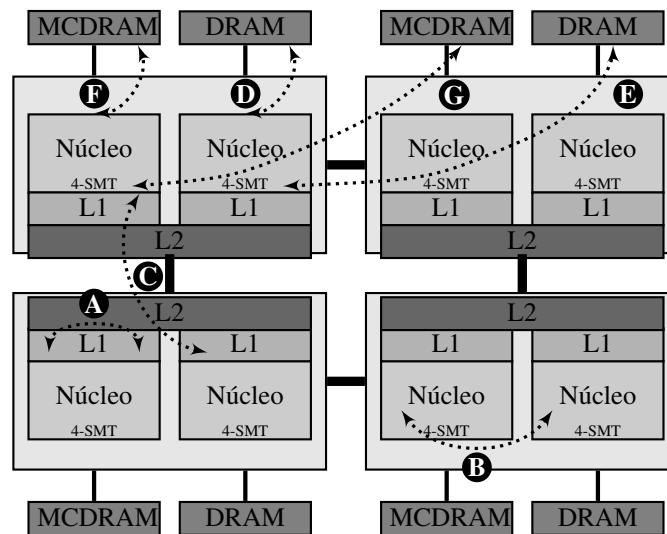 MCDRAM DRAM MCDRAM DRAM
F D G E
Núcleo Núcleo Núcleo Núcleo
4-SMT 4-SMT 4-SMT 4-SMT
L1 L1 L1 L1
L2 L2
C
A
L2 L2
L1 L1 L1 L1
Núcleo Núcleo Núcleo Núcleo
4-SMT 4-SMT 4-SMT 4-SMT
B
MCDRAM DRAM MCDRAM DRAM